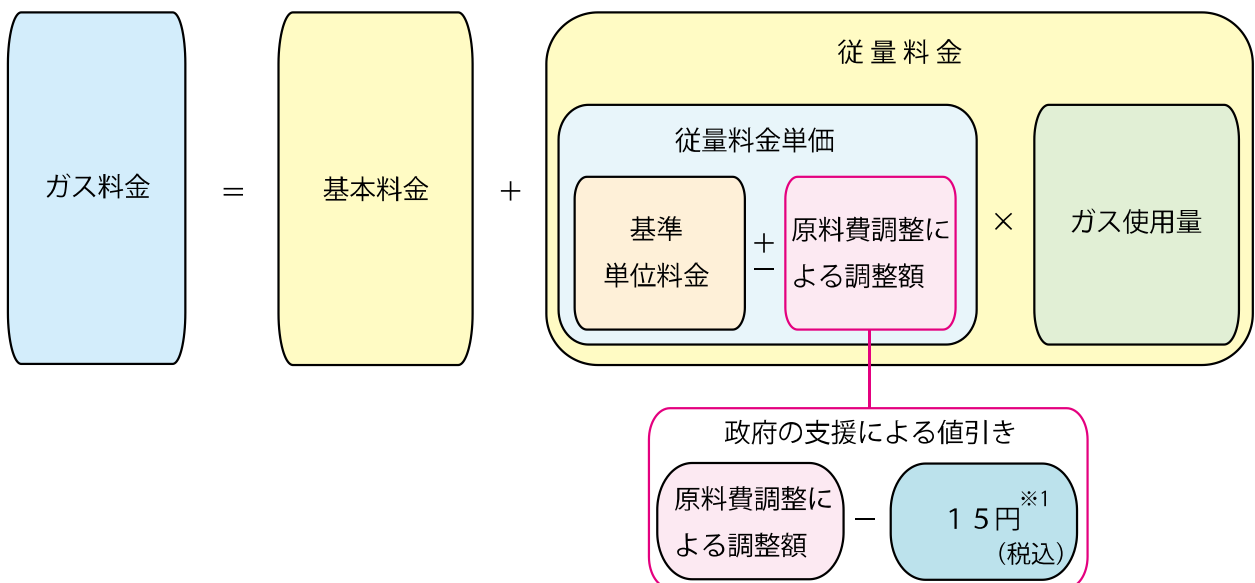 ガス料金
＝
基本料金
＋
従量料金
従量料金単価
基準
単位料金
＋
－
原料費調整に
よる調整額
×
ガス使用量
政府の支援による値引き
原料費調整に
よる調整額
－
１５円※1
（税込）